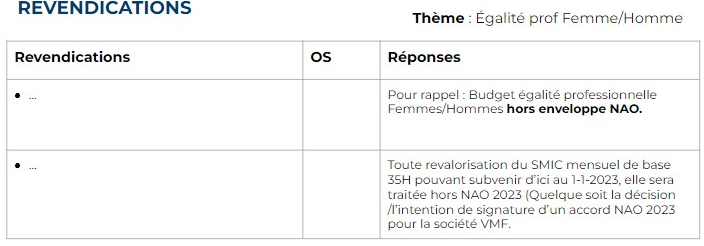 REVENDICATIONS
Thème : Égalité prof Femme/Homme
Revendications
OS
Réponses
• ...
Pour rappel : Budget égalité professionnelle
Femmes/Hommes hors enveloppe NAO.
• ...
Toute revalorisation du SMIC mensuel de base
35H pouvant subvenir d'ici au 1-1-2023, elle sera
traitée hors NAO 2023 (Quelque soit la décision
/l'intention de signature d'un accord NAO 2023
pour la société VMF.